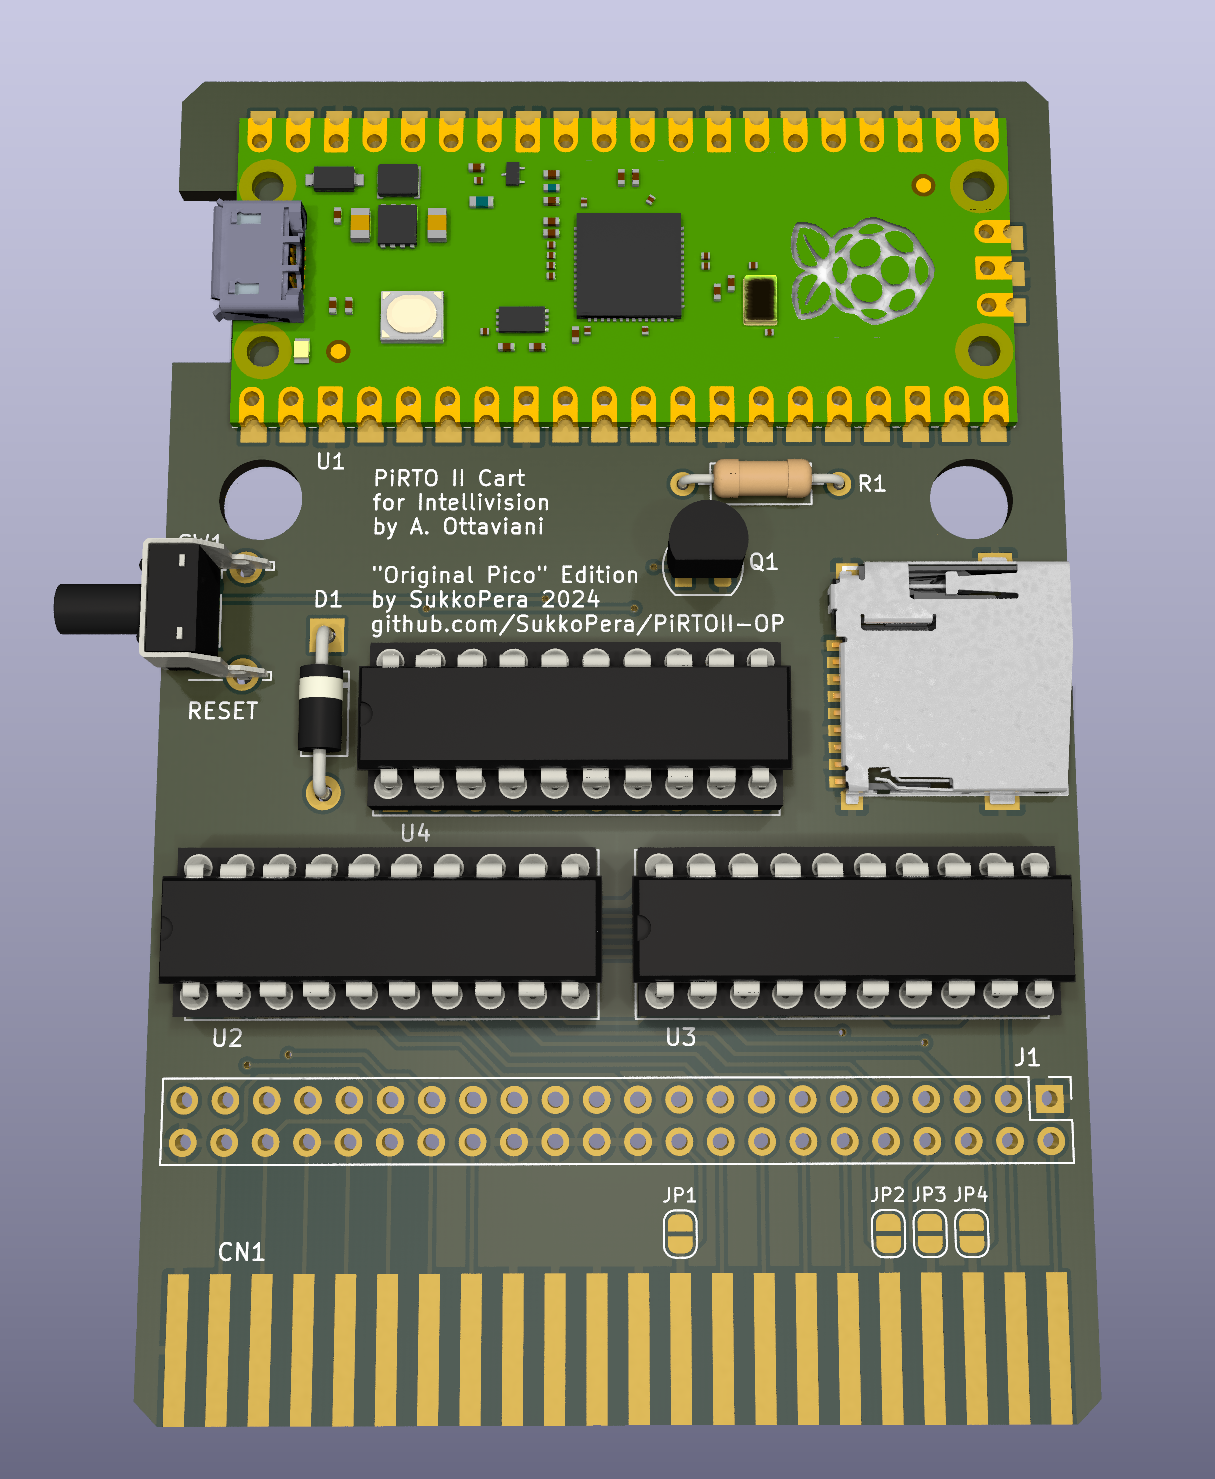 U1
PiRTO II Cart
for Intellivision
by A. Ottaviani
R1
SW1
Q1
"Original Pico" Edition
by SukkoPera 2024
github.com/SukkoPera/PiRTOII-OP
D1
RESET
U4
U2
U3
J1
JP1
JP2 JP3 JP4
CN1